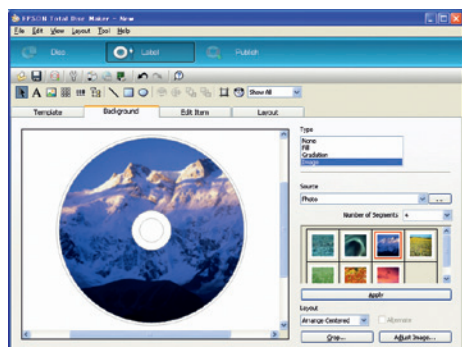 EPSON Total Disc Maker - New
File Edit View Layout Tool Help
Disc Label Publish
Show All
Template Background Edit Item Layout
Type
None
Fill
Gradation
Image
Source
Photo ...
Number of Segments 4
Apply
Layout
Arrange-Centered Alternate
Crop... Adjust Image...